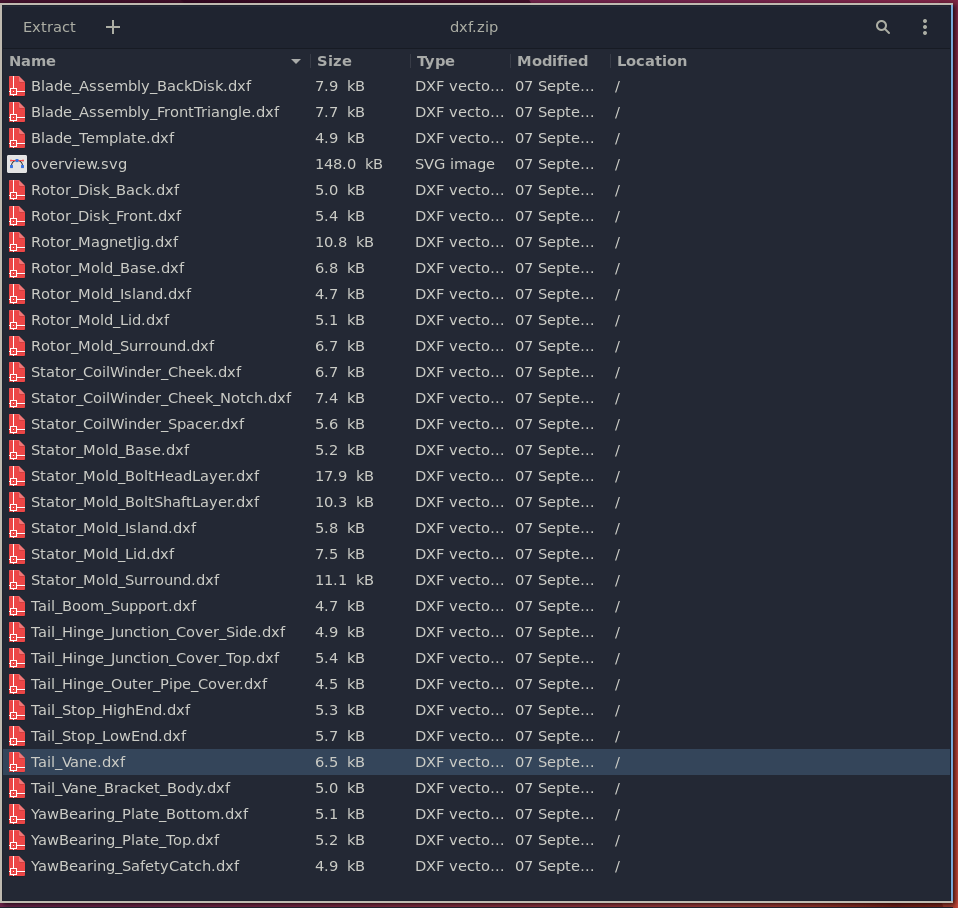 Extract + dxf.zip
Name Size Type Modified Location
Blade_Assembly_BackDisk.dxf 7.9 kB DXF vecto... 07 Septe... /
Blade_Assembly_FrontTriangle.dxf 7.7 kB DXF vecto... 07 Septe... /
Blade_Template.dxf 4.9 kB DXF vecto... 07 Septe... /
overview.svg 148.0 kB SVG image 07 Septe... /
Rotor_Disk_Back.dxf 5.0 kB DXF vecto... 07 Septe... /
Rotor_Disk_Front.dxf 5.4 kB DXF vecto... 07 Septe... /
Rotor_MagnetJig.dxf 10.8 kB DXF vecto... 07 Septe... /
Rotor_Mold_Base.dxf 6.8 kB DXF vecto... 07 Septe... /
Rotor_Mold_Island.dxf 4.7 kB DXF vecto... 07 Septe... /
Rotor_Mold_Lid.dxf 5.1 kB DXF vecto... 07 Septe... /
Rotor_Mold_Surround.dxf 6.7 kB DXF vecto... 07 Septe... /
Stator_CoilWinder_Cheek.dxf 6.7 kB DXF vecto... 07 Septe... /
Stator_CoilWinder_Cheek_Notch.dxf 7.4 kB DXF vecto... 07 Septe... /
Stator_CoilWinder_Spacer.dxf 5.6 kB DXF vecto... 07 Septe... /
Stator_Mold_Base.dxf 5.2 kB DXF vecto... 07 Septe... /
Stator_Mold_BoltHeadLayer.dxf 17.9 kB DXF vecto... 07 Septe... /
Stator_Mold_BoltShaftLayer.dxf 10.3 kB DXF vecto... 07 Septe... /
Stator_Mold_Island.dxf 5.8 kB DXF vecto... 07 Septe... /
Stator_Mold_Lid.dxf 7.5 kB DXF vecto... 07 Septe... /
Stator_Mold_Surround.dxf 11.1 kB DXF vecto... 07 Septe... /
Tail_Boom_Support.dxf 4.7 kB DXF vecto... 07 Septe... /
Tail_Hinge_Junction_Cover_Side.dxf 4.9 kB DXF vecto... 07 Septe... /
Tail_Hinge_Junction_Cover_Top.dxf 5.4 kB DXF vecto... 07 Septe... /
Tail_Hinge_Outer_Pipe_Cover.dxf 4.5 kB DXF vecto... 07 Septe... /
Tail_Stop_HighEnd.dxf 5.3 kB DXF vecto... 07 Septe... /
Tail_Stop_LowEnd.dxf 5.7 kB DXF vecto... 07 Septe... /
Tail_Vane.dxf 6.5 kB DXF vecto... 07 Septe... /
Tail_Vane_Bracket_Body.dxf 5.0 kB DXF vecto... 07 Septe... /
YawBearing_Plate_Bottom.dxf 5.1 kB DXF vecto... 07 Septe... /
YawBearing_Plate_Top.dxf 5.2 kB DXF vecto... 07 Septe... /
YawBearing_SafetyCatch.dxf 4.9 kB DXF vecto... 07 Septe... /